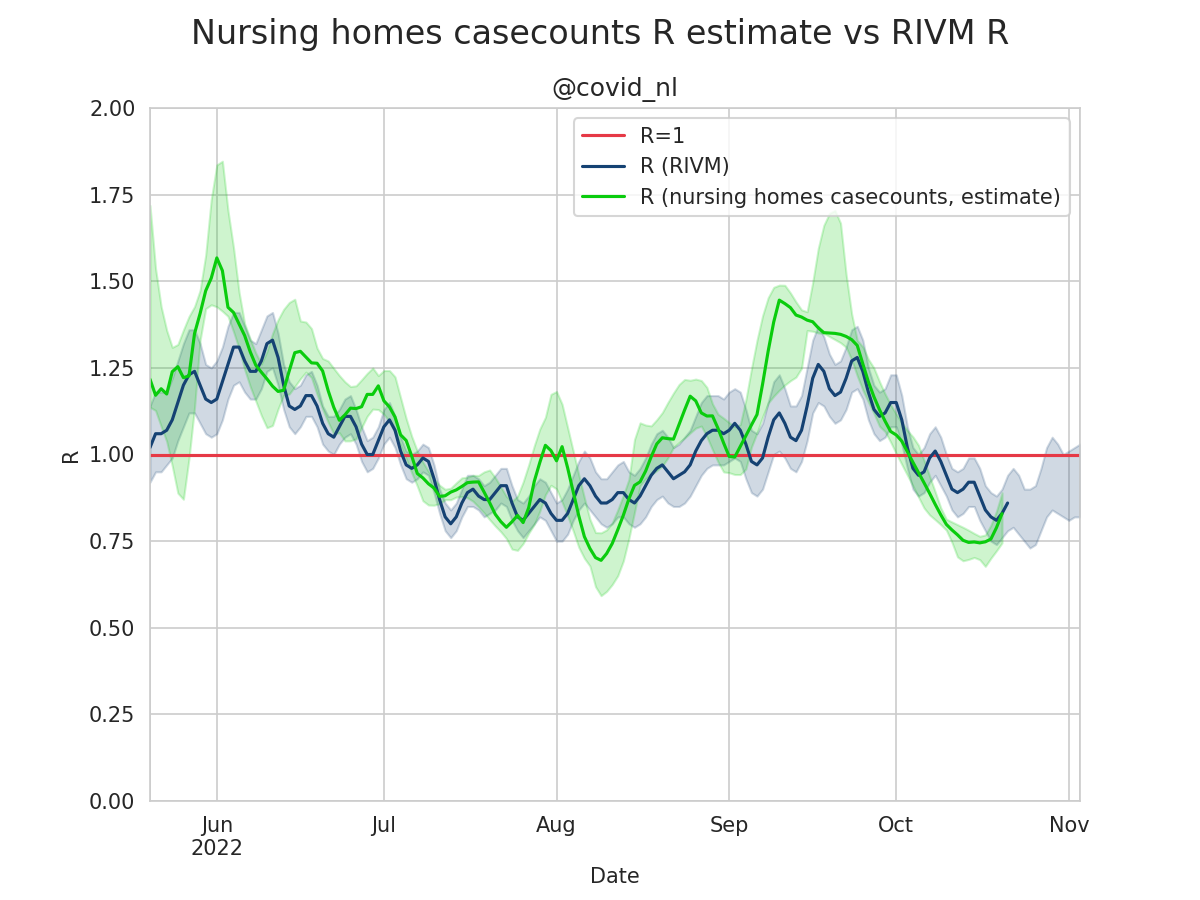 Nursing homes casecounts R estimate vs RIVM R
@covid_nl
R=1
R (RIVM)
R (nursing homes casecounts, estimate)
2.00
1.75
1.50
1.25
1.00
0.75
0.50
0.25
0.00
R
Jun Jul Aug Sep Oct Nov
2022
Date